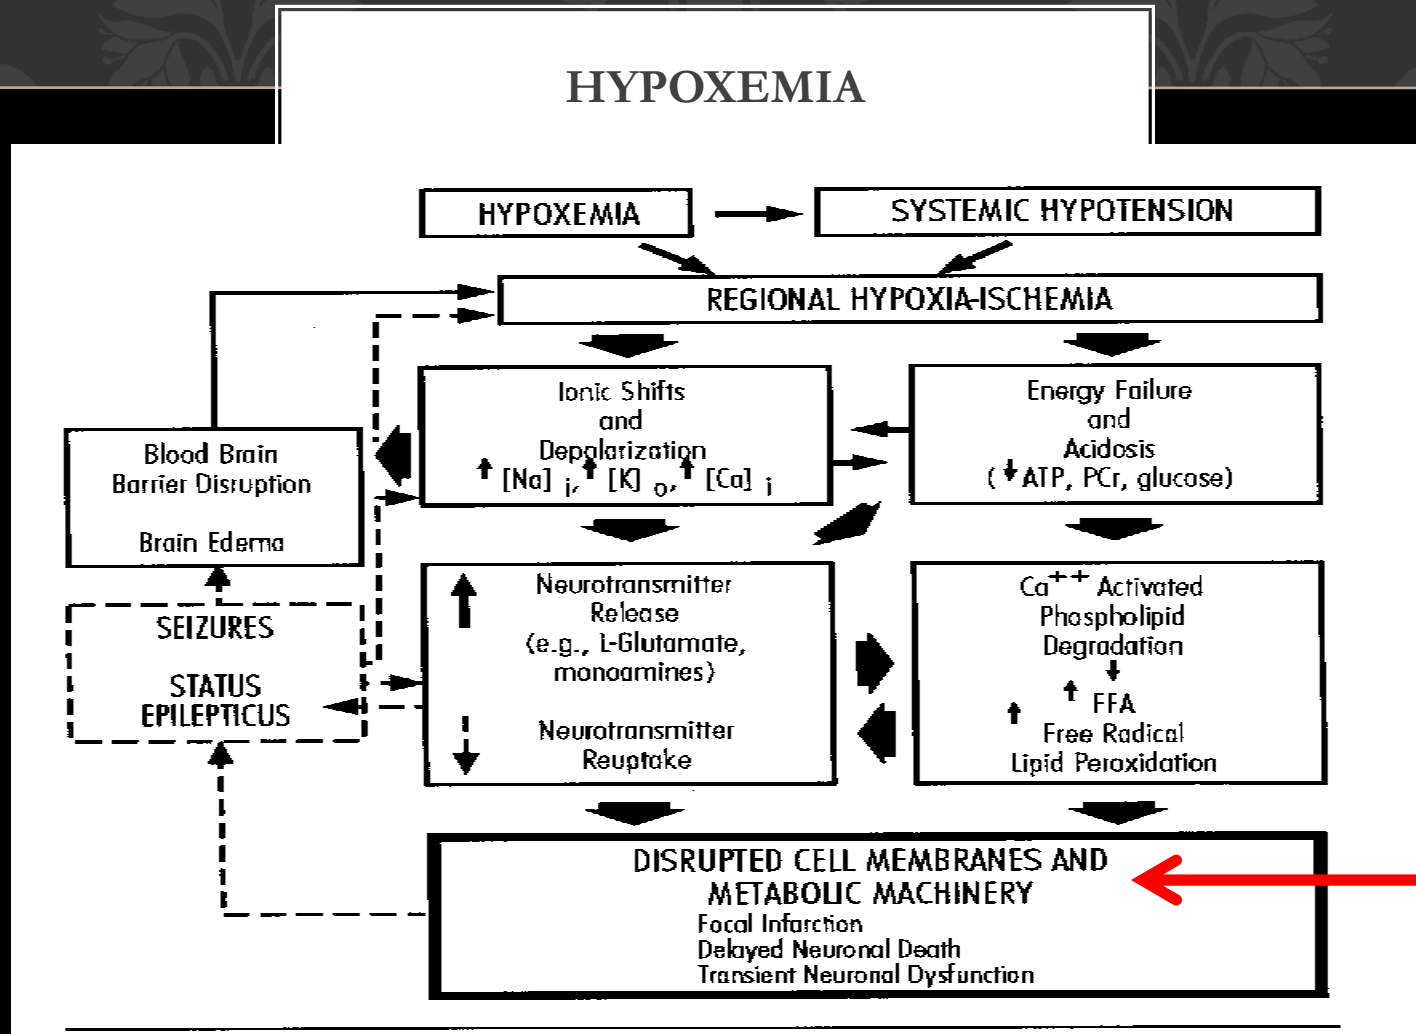 HYPOXEMIA
HYPOXEMIA
SYSTEMIC HYPOTENSION
REGIONAL HYPOXIA-ISCHEMIA
Ionic Shifts
and
Depolarization
↑ [Na] i, ↑ [K] o, ↑ [Ca] i
Energy Failure
and
Acidosis
(↓ATP, PCr, glucose)
Blood Brain
Barrier Disruption
Brain Edema
↑ Neurotransmitter
Release
(e.g., L-Glutamate,
monoamines)
↓ Neurotransmitter
Reuptake
Ca++ Activated
Phospholipid
Degradation
↓
↑ FFA
↑ Free Radical
Lipid Peroxidation
SEIZURES
STATUS
EPILEPTICUS
DISRUPTED CELL MEMBRANES AND
METABOLIC MACHINERY
Focal Infarction
Delayed Neuronal Death
Transient Neuronal Dysfunction